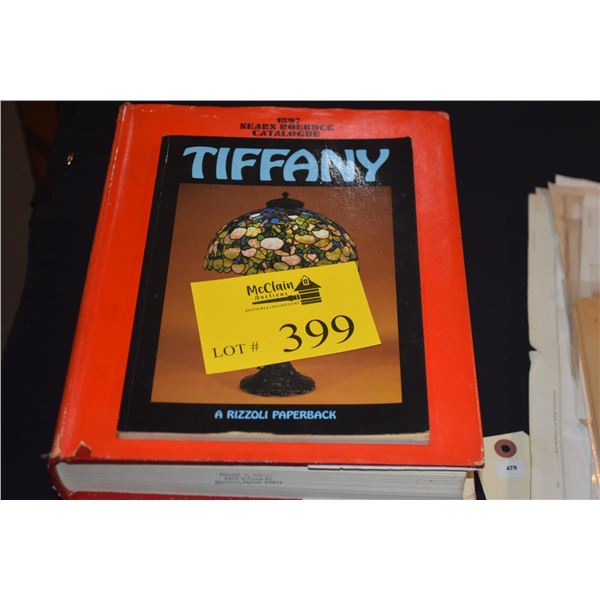 1897
SEARS ROEBUCK
CATALOGUE
TIFFANY
McClain
Auctions
LOT # 399
A RIZZOLI PAPERBACK
478